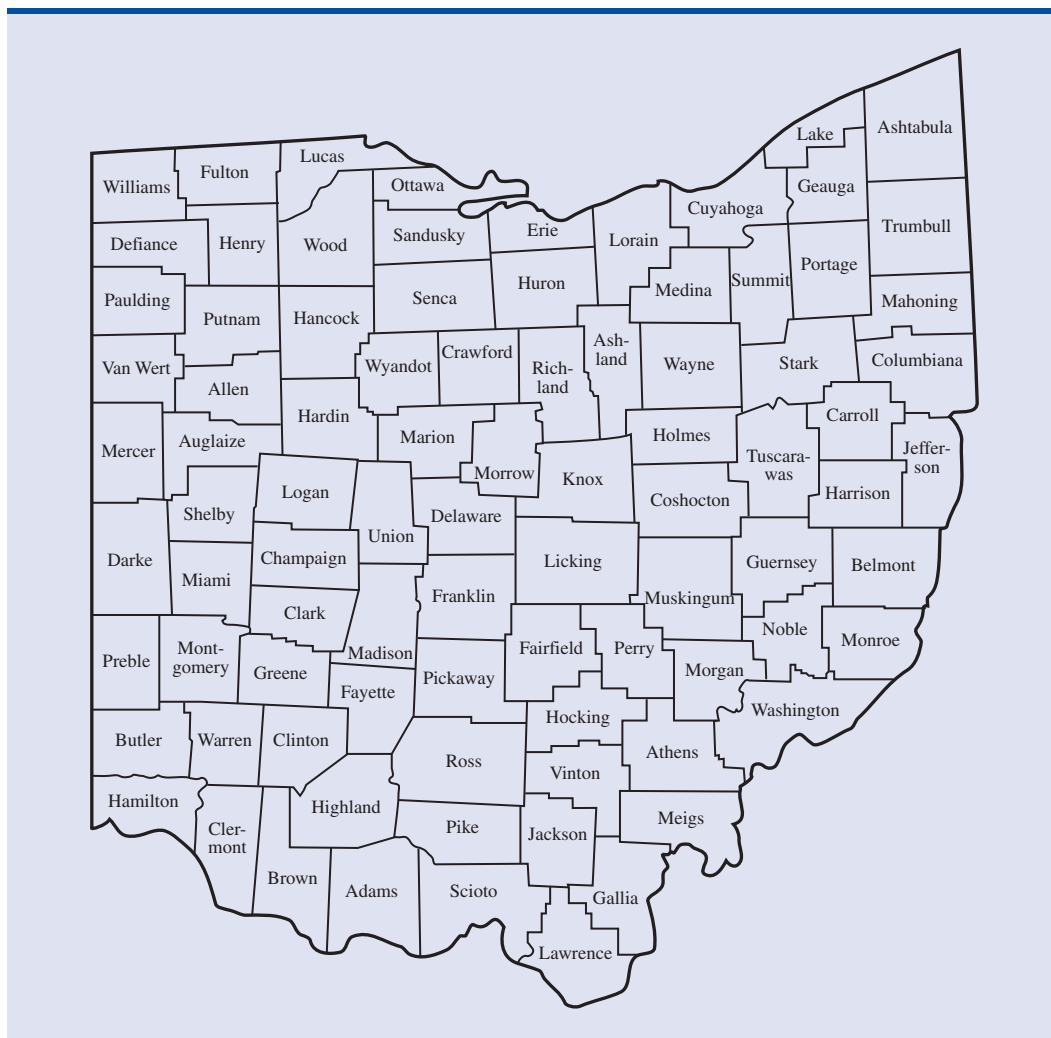 Ashtabula
Lake
Lucas
Fulton
Williams
Ottawa
Geauga
Cuyahoga
Trumbull
Erie
Sandusky
Lorain
Defiance
Henry
Wood
Portage
Summit
Huron
Medina
Senca
Paulding
Mahoning
Putnam
Hancock
Ash-
land
Crawford
Wyandot
Rich-
land
Wayne
Stark
Columbiana
Van Wert
Allen
Hardin
Carroll
Marion
Holmes
Auglaize
Mercer
Jeffer-
son
Tuscara-
was
Morrow
Knox
Logan
Harrison
Coshocton
Shelby
Delaware
Union
Champaign
Darke
Licking
Guernsey
Belmont
Miami
Franklin
Muskingum
Clark
Noble
Monroe
Mont-
gomery
Madison
Fairfield
Perry
Preble
Greene
Morgan
Pickaway
Fayette
Washington
Hocking
Butler
Warren
Clinton
Athens
Ross
Vinton
Hamilton
Highland
Meigs
Pike
Jackson
Cler-
mont
Brown
Adams
Scioto
Gallia
Lawrence